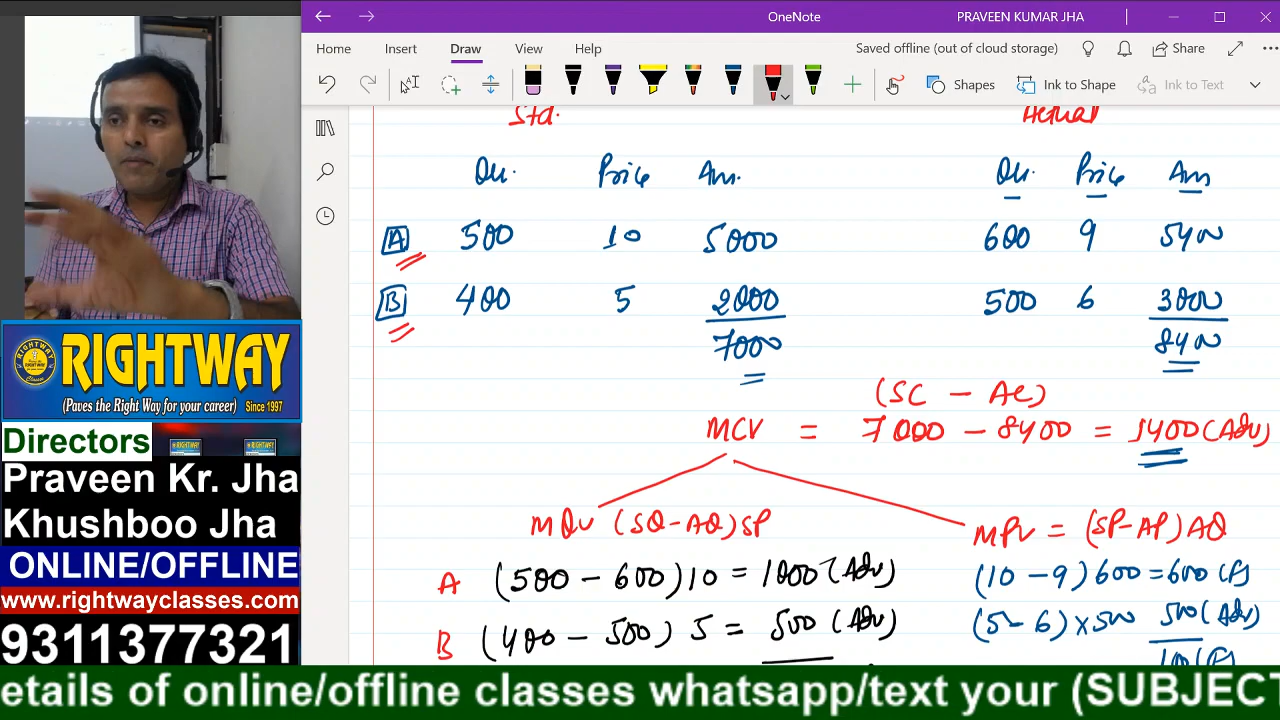 OneNote
PRAVEEN KUMAR JHA
Home Insert Draw View Help
Saved offline (out of cloud storage)
Share
Shapes
Ink to Shape
Ink to Text
Std. Actual
Qu. Price Am. Qu. Price Am
A 500 10 5000 600 9 5400
B 400 5 2000 500 6 3000
7000 8400
(SC - AC)
MCV = 7000 - 8400 = 1400 (Adv)
MQV (SQ-AQ)SP
MPV = (SP-AP)AQ
A (500 - 600) 10 = 1000 (Adv)
(10 - 9) 600 = 600 (F)
B (400 - 500) 5 = 500 (Adv)
(5 - 6) x 500 500 (Adv)
100 (F)
RIGHTWAY
RIGHTWAY
(Paves the Right Way for your career) Since 1997
Directors
Praveen Kr. Jha
Khushboo Jha
ONLINE/OFFLINE
www.rightwayclasses.com
9311377321
etails of online/offline classes whatsapp/text your (SUBJECT